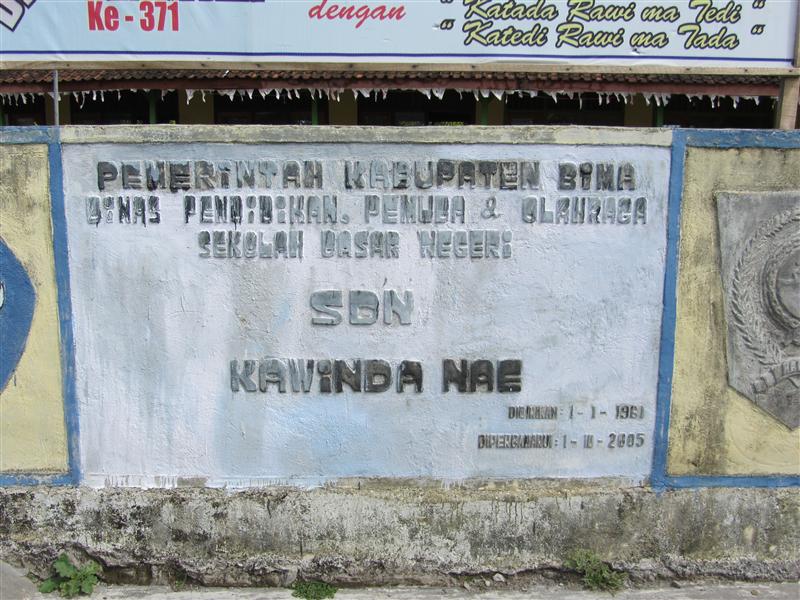 Ke - 371
dengan
" Katada Rawi ma Tedi "
" Katedi Rawi ma Tada "
PEMERINTAH KABUPATEN BIMA
DINAS PENDIDIKAN, PEMUDA & OLAHRAGA
SEKOLAH DASAR NEGERI
SDN
KAWINDA NAE
DIDIRIKAN : 1 - 1 - 1961
DIPERBAHARUI : 1 - 10 - 2005